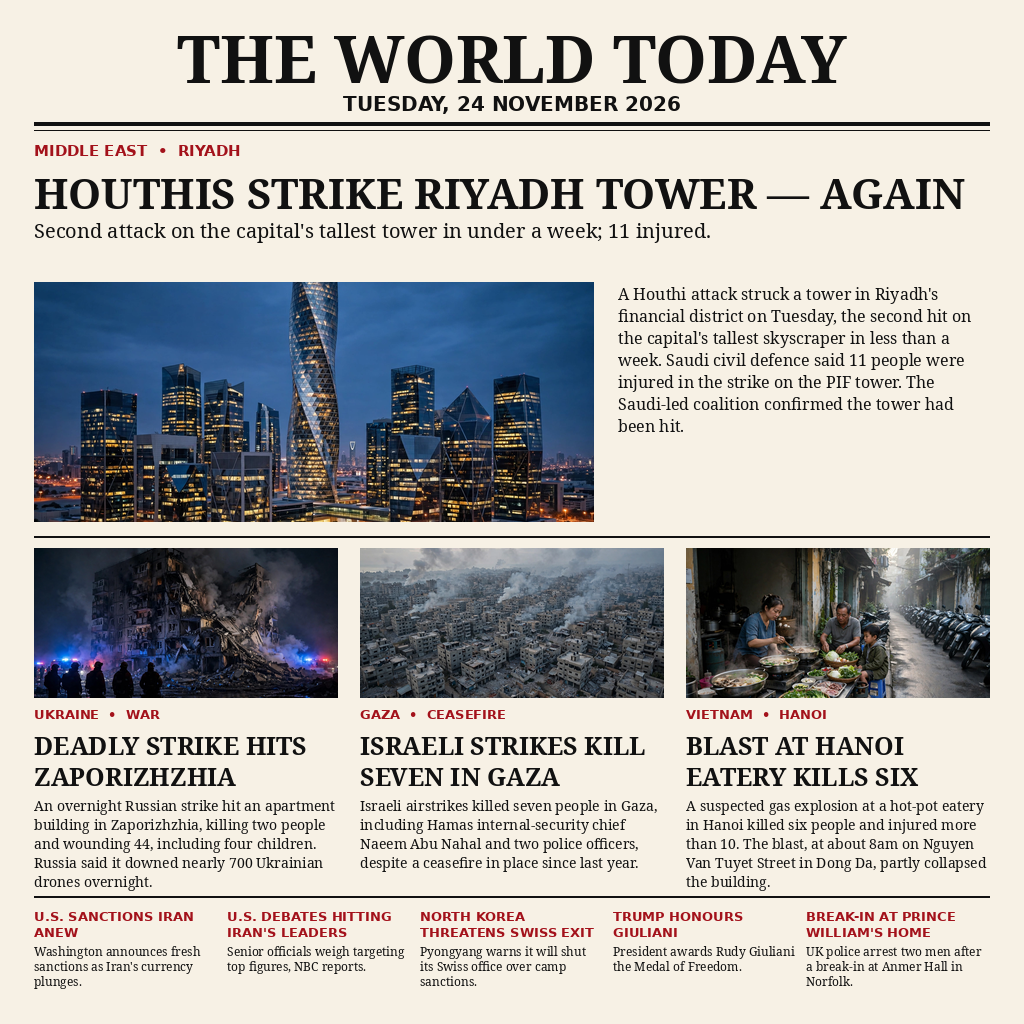 THE WORLD TODAY
TUESDAY, 24 NOVEMBER 2026
MIDDLE EAST • RIYADH
HOUTHIS STRIKE RIYADH TOWER — AGAIN
Second attack on the capital's tallest tower in under a week; 11 injured.
A Houthi attack struck a tower in Riyadh's
financial district on Tuesday, the second hit on
the capital's tallest skyscraper in less than a
week. Saudi civil defence said 11 people were
injured in the strike on the PIF tower. The
Saudi-led coalition confirmed the tower had
been hit.
UKRAINE • WAR
DEADLY STRIKE HITS
ZAPORIZHZHIA
An overnight Russian strike hit an apartment
building in Zaporizhzhia, killing two people
and wounding 44, including four children.
Russia said it downed nearly 700 Ukrainian
drones overnight.
GAZA • CEASEFIRE
ISRAELI STRIKES KILL
SEVEN IN GAZA
Israeli airstrikes killed seven people in Gaza,
including Hamas internal-security chief
Naeem Abu Nahal and two police officers,
despite a ceasefire in place since last year.
VIETNAM • HANOI
BLAST AT HANOI
EATERY KILLS SIX
A suspected gas explosion at a hot-pot eatery
in Hanoi killed six people and injured more
than 10. The blast, at about 8am on Nguyen
Van Tuyet Street in Dong Da, partly collapsed
the building.
U.S. SANCTIONS IRAN
ANEW
Washington announces fresh
sanctions as Iran's currency
plunges.
U.S. DEBATES HITTING
IRAN'S LEADERS
Senior officials weigh targeting
top figures, NBC reports.
NORTH KOREA
THREATENS SWISS EXIT
Pyongyang warns it will shut
its Swiss office over camp
sanctions.
TRUMP HONOURS
GIULIANI
President awards Rudy Giuliani
the Medal of Freedom.
BREAK-IN AT PRINCE
WILLIAM'S HOME
UK police arrest two men after
a break-in at Anmer Hall in
Norfolk.